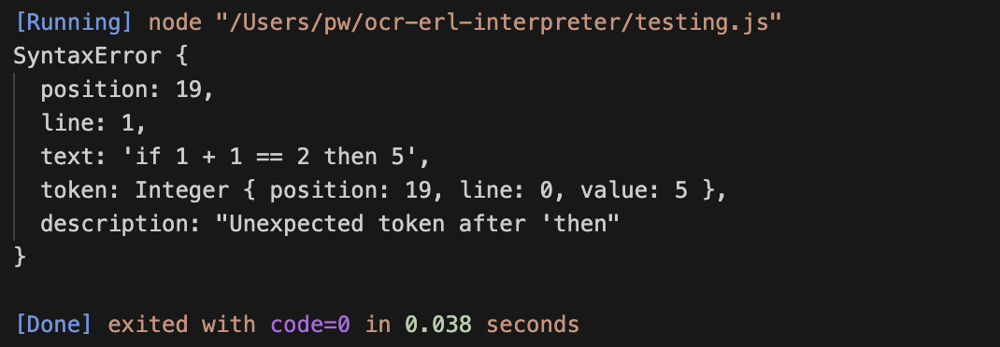 [Running] node "/Users/pw/ocr-erl-interpreter/testing.js"
SyntaxError {
  position: 19,
  line: 1,
  text: 'if 1 + 1 == 2 then 5',
  token: Integer { position: 19, line: 0, value: 5 },
  description: "Unexpected token after 'then"
}

[Done] exited with code=0 in 0.038 seconds